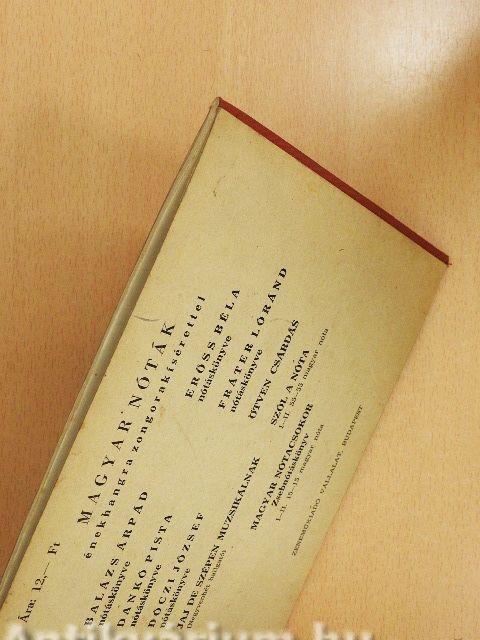 MAGYAR NÓTÁK
énekhangra zongorakísérettel
BALÁZS ÁRPÁD
nótáskönyve
DANKÓ PISTA
nótáskönyve
DÓCZI JÓZSEF
nótáskönyve
JAJ DE SZÉPEN MUZSIKÁLNAK
ERŐSS BÉLA
nótáskönyve
FRÁTER LÓRÁND
nótáskönyve
ÖTVEN CSÁRDÁS
SZÓL A NÓTA
I—II. 55—55 magyar nóta
MAGYAR NÓTACSOKOR
Zsebnótáskönyv
I—II. 15—15 magyar nóta
ZENEMŰKIADÓ VÁLLALAT, BUDAPEST
Ára: 12,— Ft